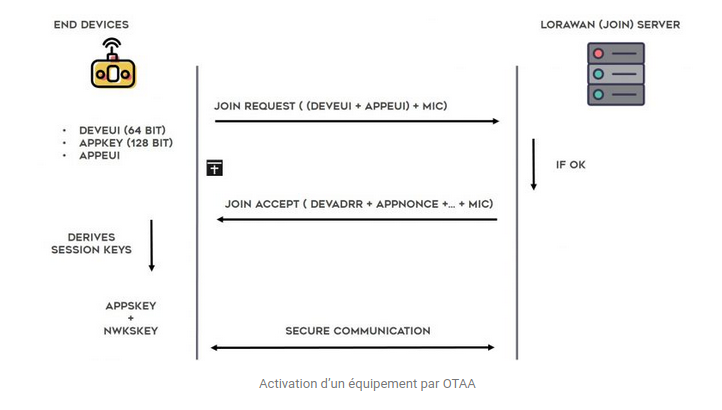 END DEVICES
LORAWAN (JOIN) SERVER
JOIN REQUEST ( (DEVEUI + APPEUI) + MIC)
• DEVEUI (64 BIT)
• APPKEY (128 BIT)
• APPEUI
IF OK
JOIN ACCEPT ( DEVADRR + APPNONCE +... + MIC)
DERIVES
SESSION KEYS
APPSKEY
+
NWKSKEY
SECURE COMMUNICATION
Activation d’un équipement par OTAA